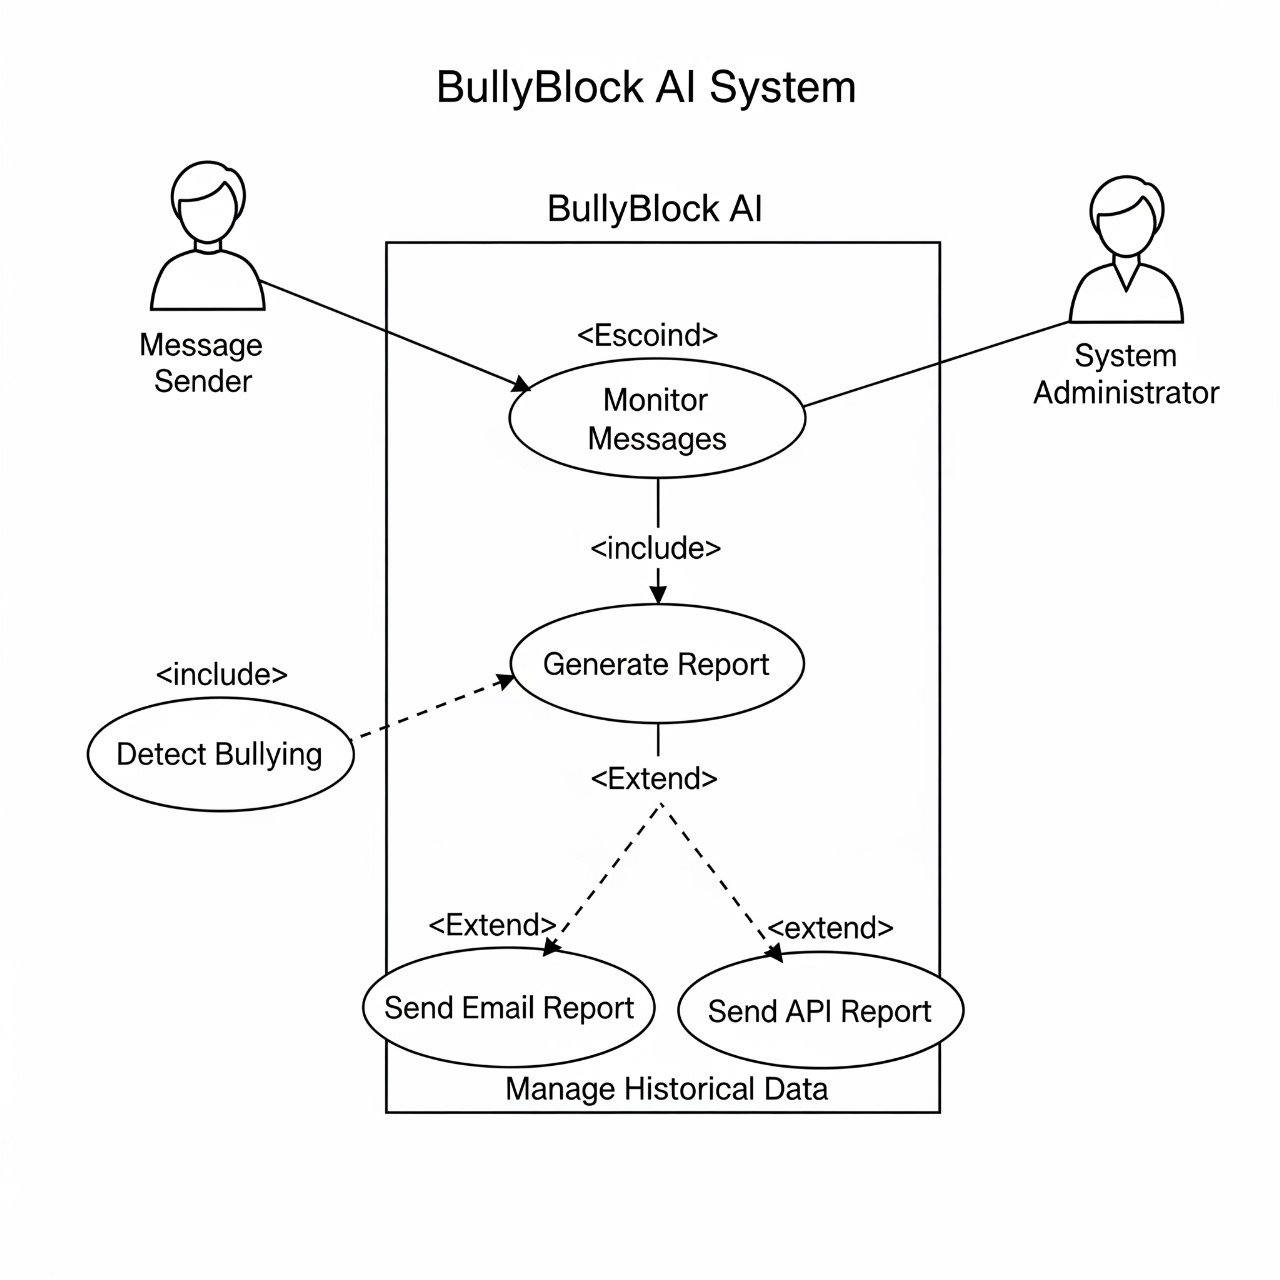 BullyBlock AI System
BullyBlock AI
Message
Sender
System
Administrator
<Escoind>
Monitor
Messages
<include>
Generate Report
<include>
Detect Bullying
<Extend>
<Extend>
<extend>
Send Email Report
Send API Report
Manage Historical Data